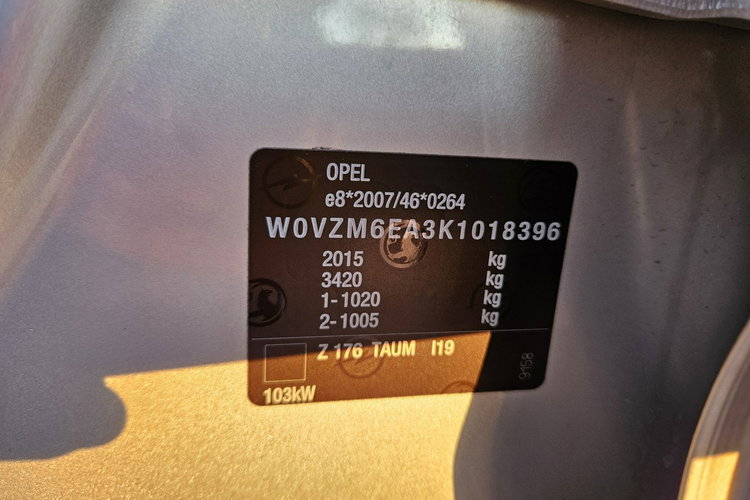 OPEL
e8*2007/46*0264
W0VZM6EA3K1018396
2015 kg
3420 kg
1-1020 kg
2-1005 kg
Z 176 TAUM I19
9158
103kW